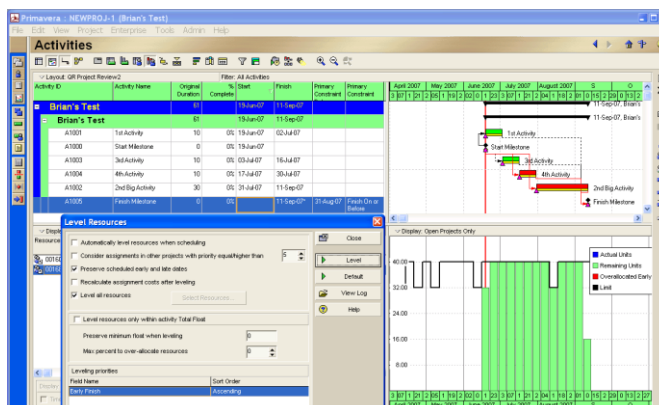 Primavera : NEWPROJ-1 (Brian's Test)
File Edit View Project Enterprise Tools Admin Help
Activities
Layout: QR Project Review2 Filter: All Activities
Activity ID Activity Name Original Duration % Complete Start Finish Primary Constraint Primary Constraint
April 2007 May 2007 June 2007 July 2007 August 2007 S O
Brian's Test 61 19-Jun-07 11-Sep-07
11-Sep-07, Brian's
Brian's Test 61 19-Jun-07 11-Sep-07
11-Sep-07, Brian's
A1001 1st Activity 10 0% 19-Jun-07 02-Jul-07
1st Activity
A1000 Start Milestone 0 0% 19-Jun-07
Start Milestone
A1003 3rd Activity 10 0% 03-Jul-07 16-Jul-07
3rd Activity
A1004 4th Activity 10 0% 17-Jul-07 30-Jul-07
4th Activity
A1002 2nd Big Activity 30 0% 31-Jul-07 11-Sep-07
2nd Big Activity
A1005 Finish Milestone 0 0% 11-Sep-07* 31-Aug-07 Finish On or Before
Finish Milestone
Level Resources
Automatically level resources when scheduling
Consider assignments in other projects with priority equal/higher than 5
Preserve scheduled early and late dates
Recalculate assignment costs after leveling
Level all resources Select Resources...
Level resources only within activity Total Float
Preserve minimum float when leveling 0
Max percent to over-allocate resources 0
Leveling priorities
Field Name Sort Order
Early Finish Ascending
Close
Level
Default
View Log
Help
Display: Open Projects Only
Actual Units
Remaining Units
Overallocated Early
Limit
40.00
32.00
24.00
16.00
8.00